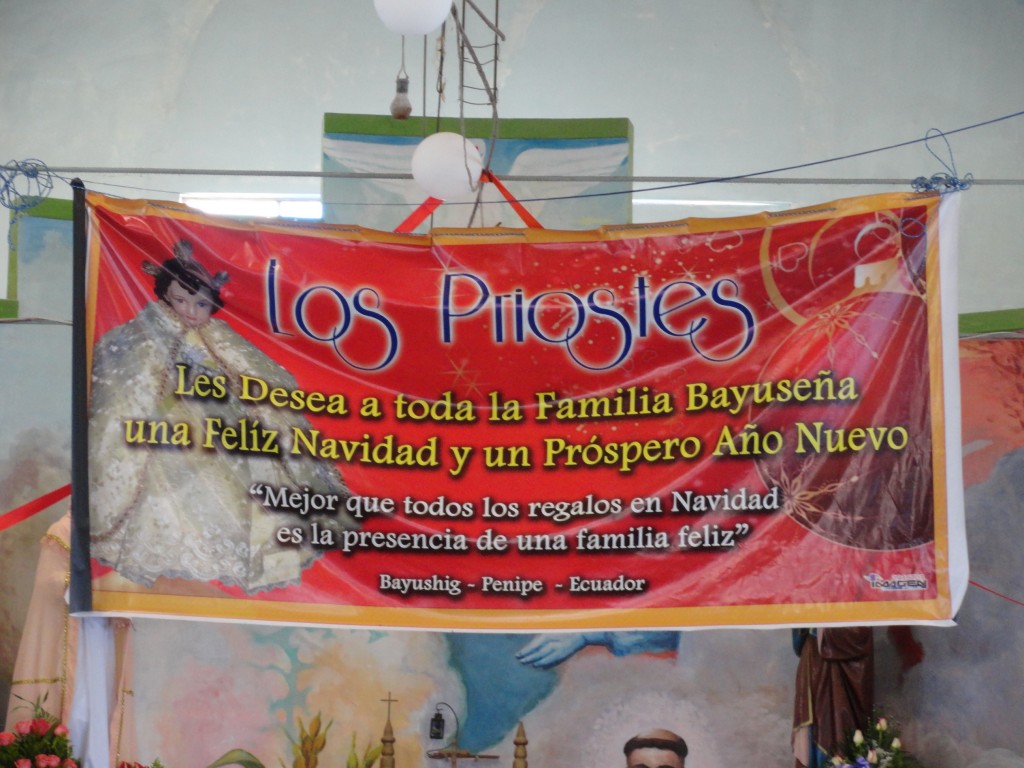 Los Priostes
Les Desea a toda la Familia Bayuseña
una Felíz Navidad y un Próspero Año Nuevo
“Mejor que todos los regalos en Navidad
es la presencia de una familia feliz”
Bayushig - Penipe - Ecuador
IMAGEN